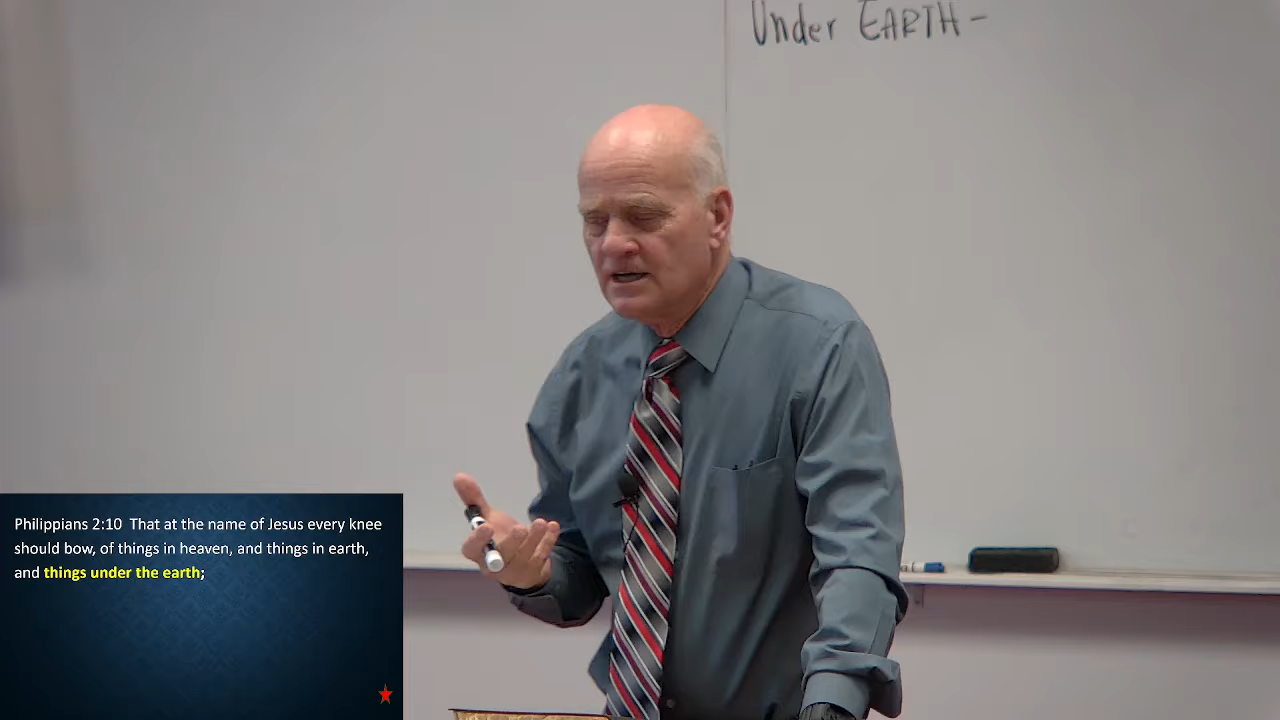 Under EARTH -
Philippians 2:10 That at the name of Jesus every knee
should bow, of things in heaven, and things in earth,
and things under the earth;